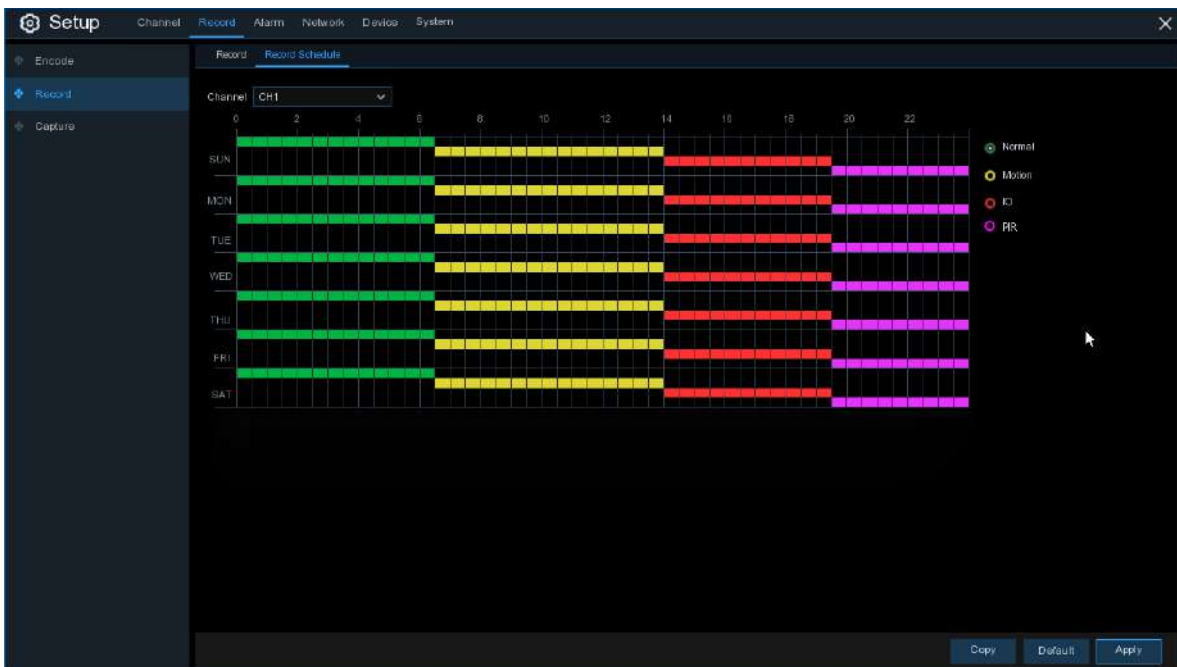 Setup Channel Record Alarm Network Device System
Encode
Record
Capture
Record Record Schedule
Channel CH1
0 2 4 6 8 10 12 14 16 18 20 22
SUN
MON
TUE
WED
THU
FRI
SAT
Normal
Motion
IO
PIR
Copy Default Apply